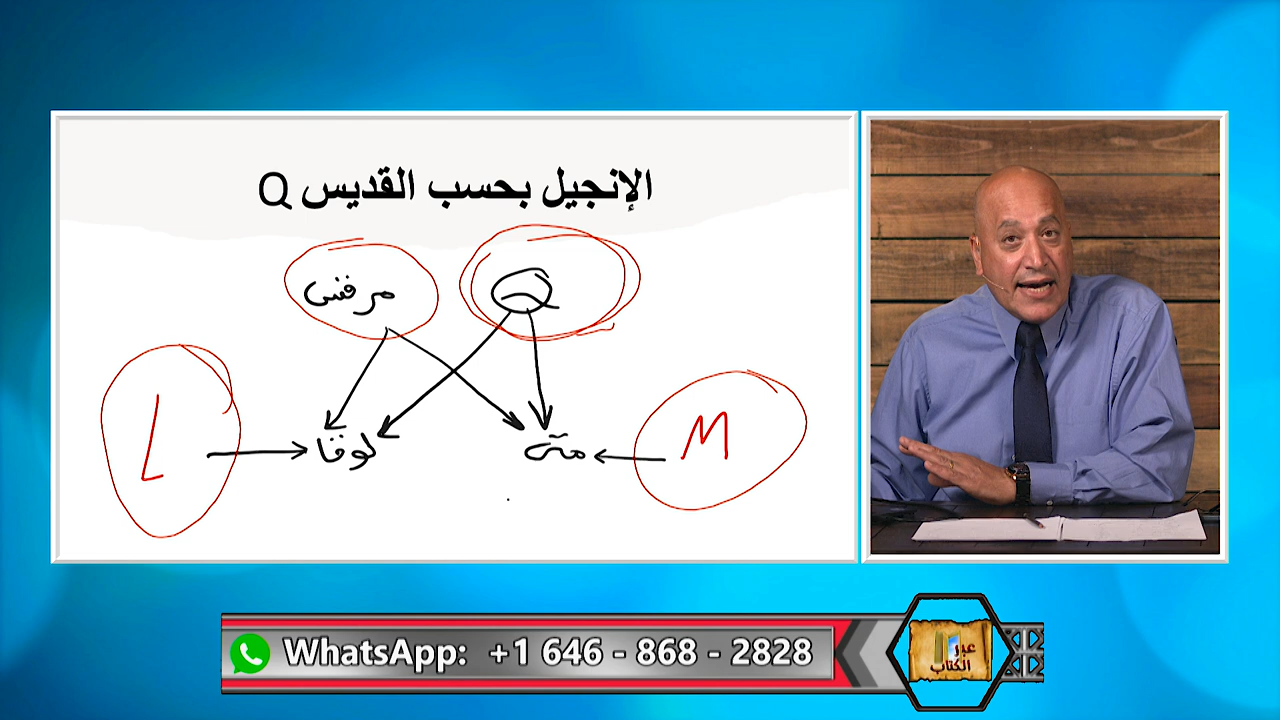 الإنجيل بحسب القديس Q
مرقس Q
L لوقا متى M
WhatsApp: +1 646 - 868 - 2828
عبر
الكتاب